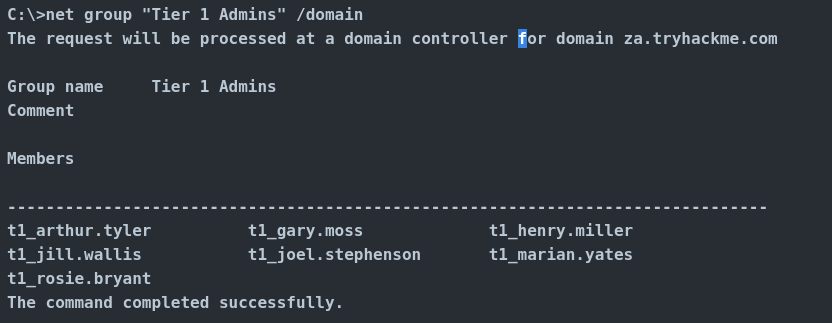 C:\>net group "Tier 1 Admins" /domain
The request will be processed at a domain controller for domain za.tryhackme.com
Group name     Tier 1 Admins
Comment
Members
-------------------------------------------------------------------------------
t1_arthur.tyler          t1_gary.moss             t1_henry.miller
t1_jill.wallis           t1_joel.stephenson       t1_marian.yates
t1_rosie.bryant
The command completed successfully.